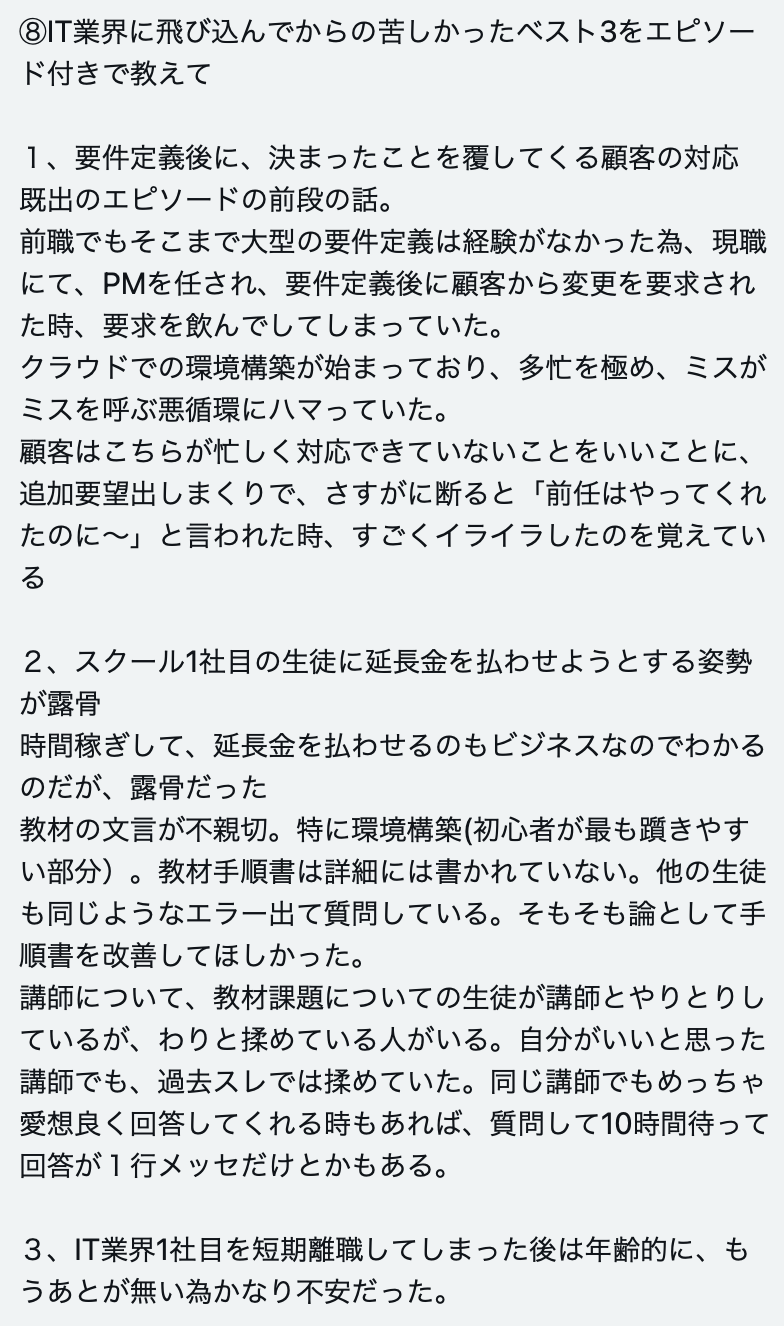 ⑧IT業界に飛び込んでからの苦しかったベスト3をエピソー
ド付きで教えて
１、要件定義後に、決まったことを覆してくる顧客の対応
既出のエピソードの前段の話。
前職でもそこまで大型の要件定義は経験がなかった為、現職
にて、PMを任され、要件定義後に顧客から変更を要求され
た時、要求を飲んでしてしまっていた。
クラウドでの環境構築が始まっており、多忙を極め、ミスが
ミスを呼ぶ悪循環にハマっていた。
顧客はこちらが忙しく対応できていないことをいいことに、
追加要望出しまくりで、さすがに断ると「前任はやってくれ
たのに〜」と言われた時、すごくイライラしたのを覚えてい
る
２、スクール1社目の生徒に延長金を払わせようとする姿勢
が露骨
時間稼ぎして、延長金を払わせるのもビジネスなのでわかる
のだが、露骨だった
教材の文言が不親切。特に環境構築(初心者が最も躓きやす
い部分）。教材手順書は詳細には書かれていない。他の生徒
も同じようなエラー出て質問している。そもそも論として手
順書を改善してほしかった。
講師について、教材課題についての生徒が講師とやりとりし
ているが、わりと揉めている人がいる。自分がいいと思った
講師でも、過去スレでは揉めていた。同じ講師でもめっちゃ
愛想良く回答してくれる時もあれば、質問して10時間待って
回答が１行メッセだけとかもある。
３、IT業界1社目を短期離職してしまった後は年齢的に、も
うあとが無い為かなり不安だった。